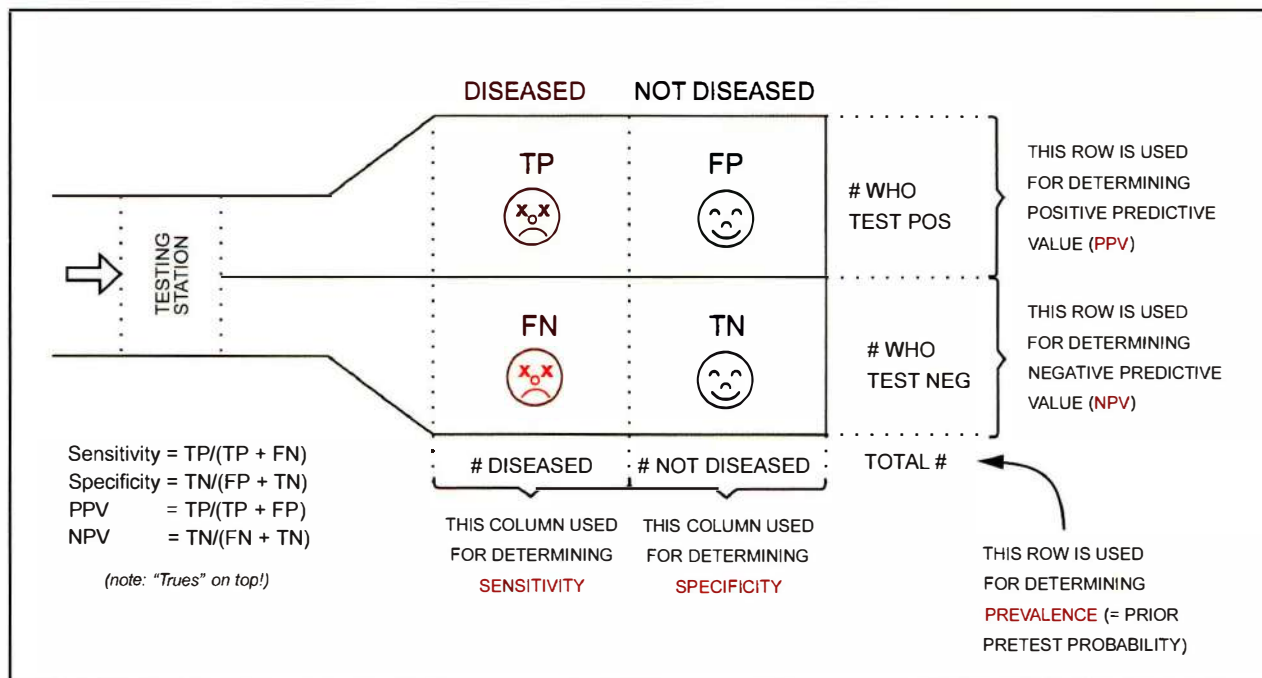 DISEASED NOT DISEASED
TP FP
# WHO
TEST POS
THIS ROW IS USED
FOR DETERMINING
POSITIVE PREDICTIVE
VALUE (PPV)
TESTING
STATION
FN TN
# WHO
TEST NEG
THIS ROW IS USED
FOR DETERMINING
NEGATIVE PREDICTIVE
VALUE (NPV)
x x
x x
Sensitivity = TP/(TP + FN)
Specificity = TN/(FP + TN)
PPV = TP/(TP + FP)
NPV = TN/(FN + TN)
(note: "Trues" on top!)
# DISEASED # NOT DISEASED TOTAL #
THIS COLUMN USED
FOR DETERMINING
SENSITIVITY
THIS COLUMN USED
FOR DETERMINING
SPECIFICITY
THIS ROW IS USED
FOR DETERMINING
PREVALENCE (= PRIOR
PRETEST PROBABILITY)